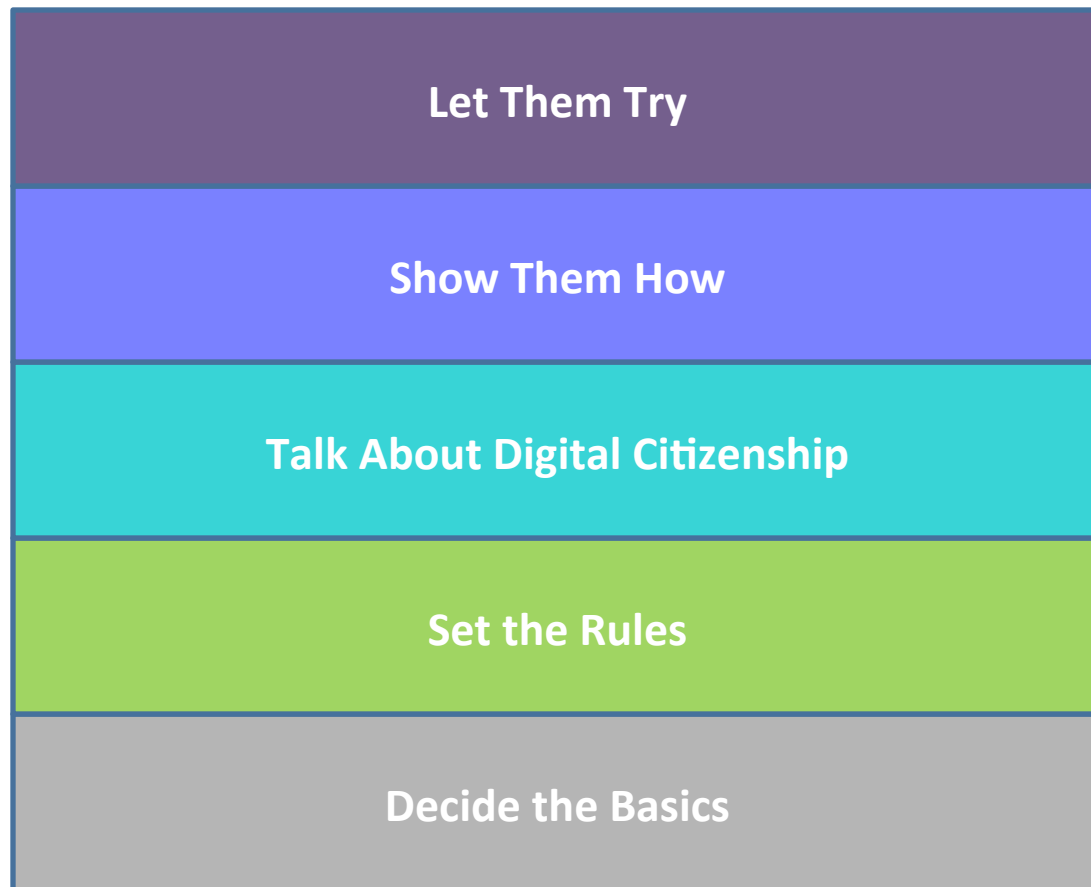 Let Them Try
Show Them How
Talk About Digital Citizenship
Set the Rules
Decide the Basics